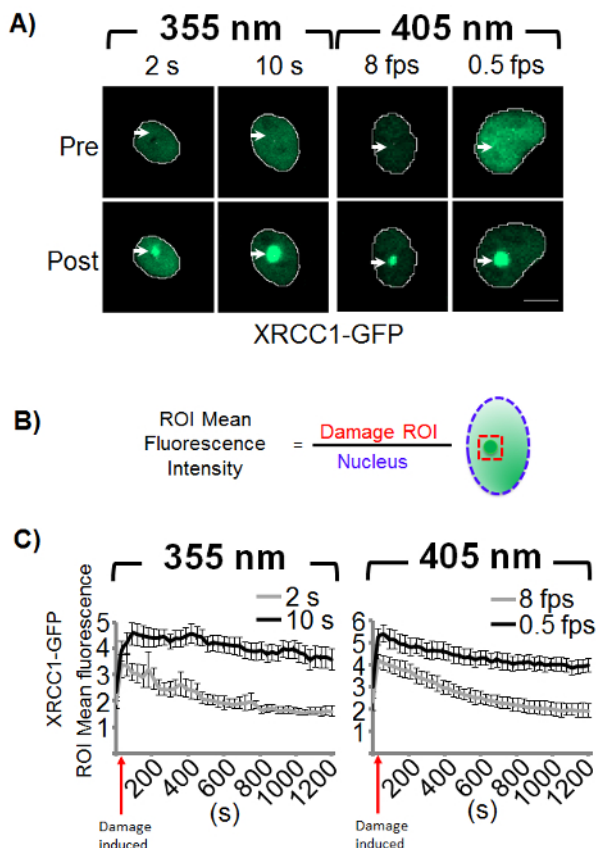 A)
355 nm 405 nm
2 s 10 s 8 fps 0.5 fps
Pre
Post
XRCC1-GFP
B)
ROI Mean
Fluorescence
Intensity
=
Damage ROI
Nucleus
C)
355 nm 405 nm
XRCC1-GFP
ROI Mean fluorescence
2 s
10 s
5
4
3
2
1
200 400 600 800 1000 1200
(s)
Damage
induced
8 fps
0.5 fps
6
5
4
3
2
1
200 400 600 800 1000 1200
(s)
Damage
induced